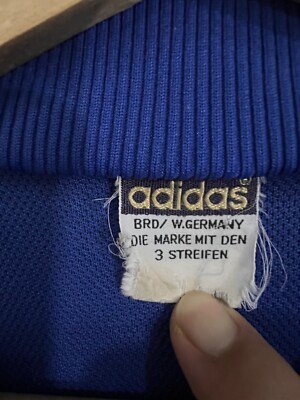 adidas
BRD/ W.GERMANY
DIE MARKE MIT DEN
3 STREIFEN